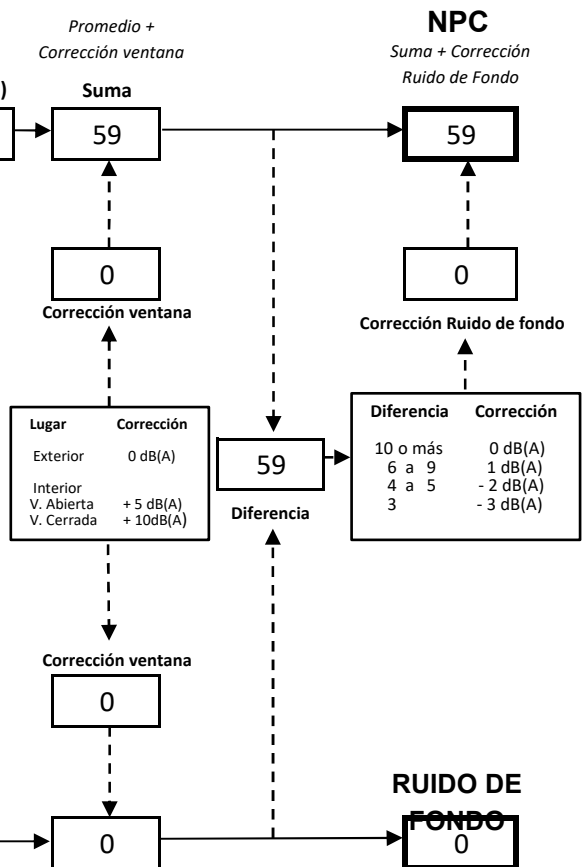 Promedio +
Corrección ventana
NPC
Suma + Corrección
Ruido de Fondo
)
Suma
59
59
0
0
Corrección ventana
Corrección Ruido de fondo
Lugar Corrección
Exterior 0 dB(A)
Interior
V. Abierta + 5 dB(A)
V. Cerrada + 10dB(A)
59
Diferencia
Diferencia Corrección
10 o más 0 dB(A)
6 a 9 1 dB(A)
4 a 5 - 2 dB(A)
3 - 3 dB(A)
Corrección ventana
0
RUIDO DE
FONDO
0
0